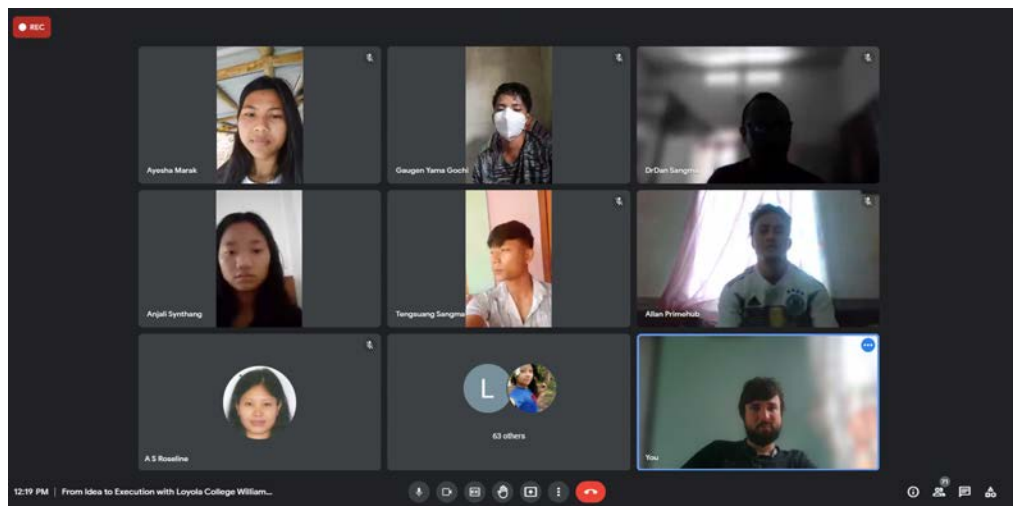 REC
Ayesha Marak
Gaugen Yama Gochi
DrDan Sangma
Anjali Synthang
Tengsuang Sangma
Allan Primehub
A S Roseline
L
63 others
You
12:19 PM | From Idea to Execution with Loyola College William...
71